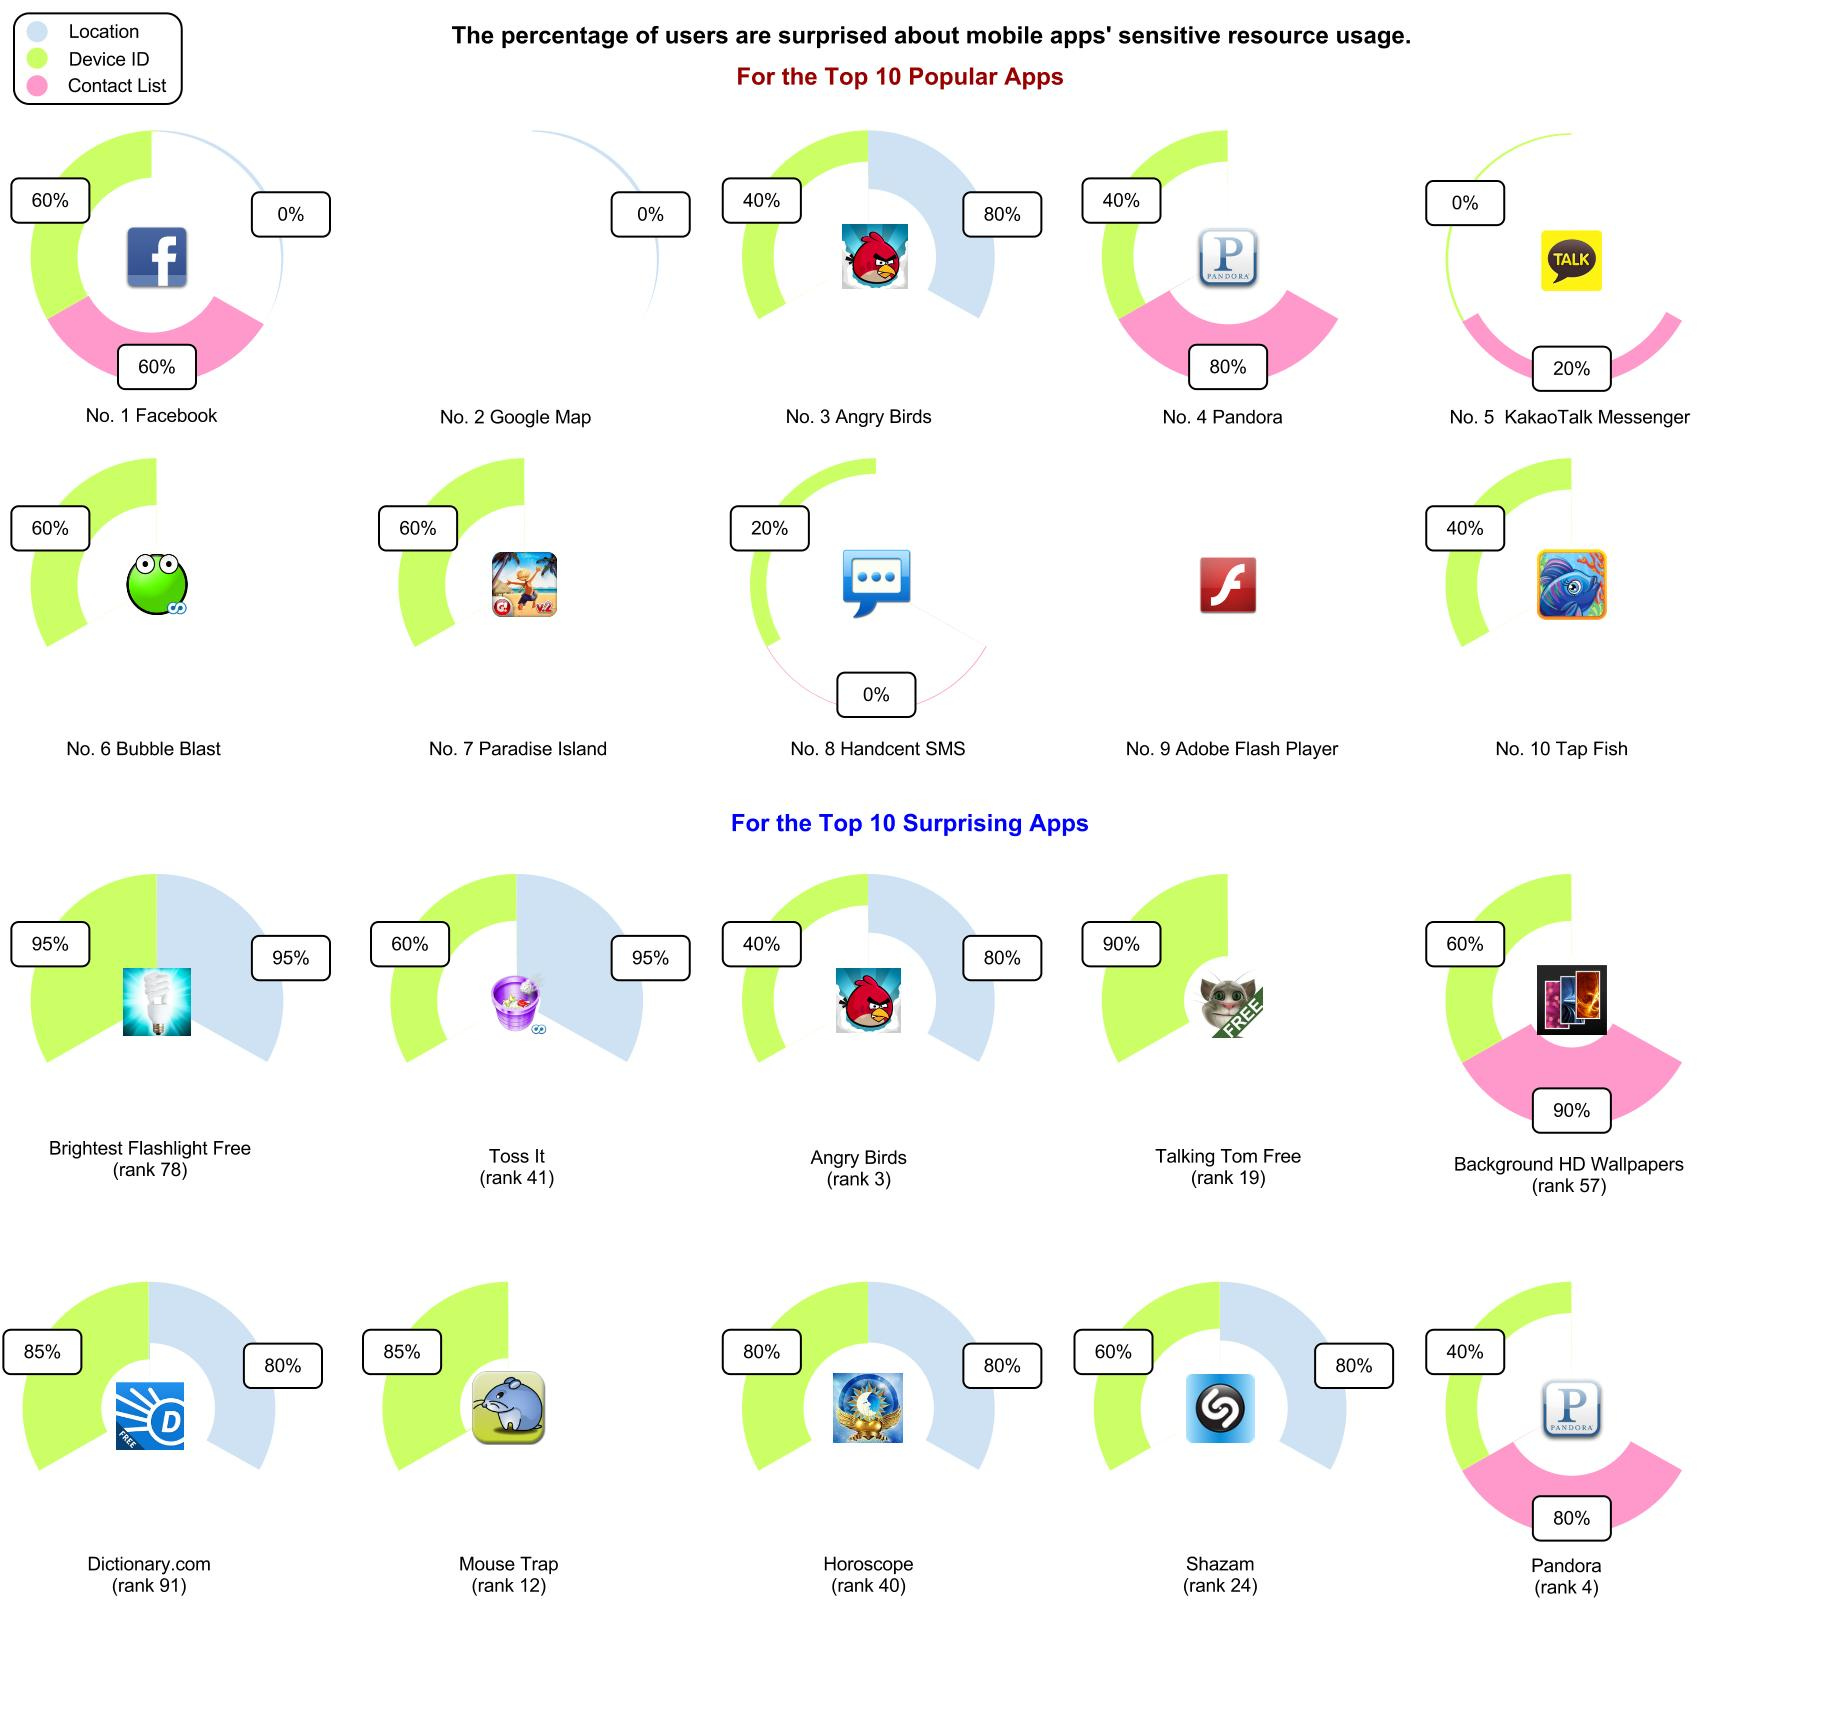 Location
Device ID
Contact List
The percentage of users are surprised about mobile apps' sensitive resource usage.
For the Top 10 Popular Apps
60%
0%
60%
0%
40%
80%
40%
PANDORA
80%
0%
TALK
20%
No. 1 Facebook
No. 2 Google Map
No. 3 Angry Birds
No. 4 Pandora
No. 5 KakaoTalk Messenger
60%
60%
G!
v.2
20%
0%
40%
No. 6 Bubble Blast
No. 7 Paradise Island
No. 8 Handcent SMS
No. 9 Adobe Flash Player
No. 10 Tap Fish
For the Top 10 Surprising Apps
95%
95%
60%
95%
40%
80%
90%
FREE
60%
90%
Brightest Flashlight Free
(rank 78)
Toss It
(rank 41)
Angry Birds
(rank 3)
Talking Tom Free
(rank 19)
Background HD Wallpapers
(rank 57)
85%
80%
D
FREE
85%
80%
80%
60%
80%
40%
P
PANDORA
80%
Dictionary.com
(rank 91)
Mouse Trap
(rank 12)
Horoscope
(rank 40)
Shazam
(rank 24)
Pandora
(rank 4)